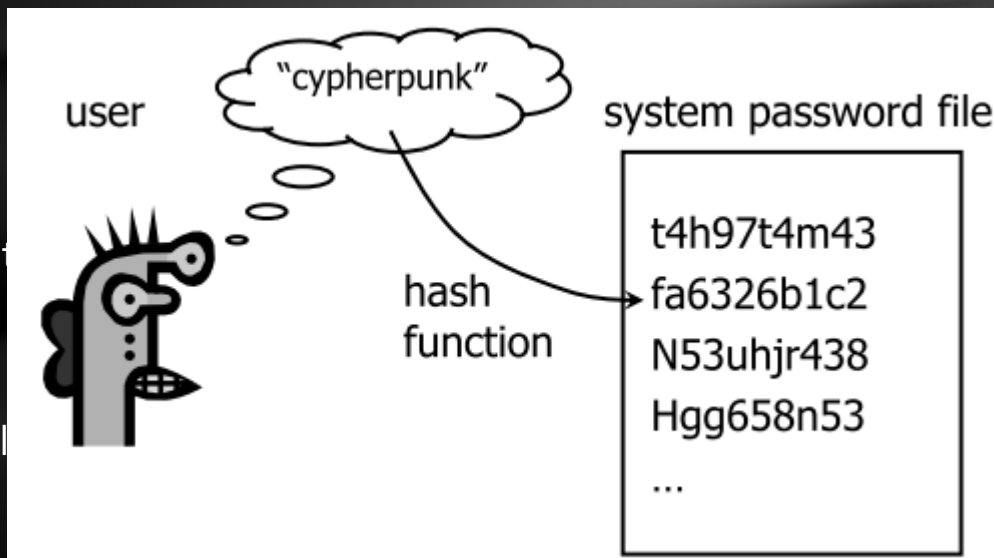 "cypherpunk"
user
system password file
hash
function
t4h97t4m43
fa6326b1c2
N53uhjr438
Hgg658n53
...